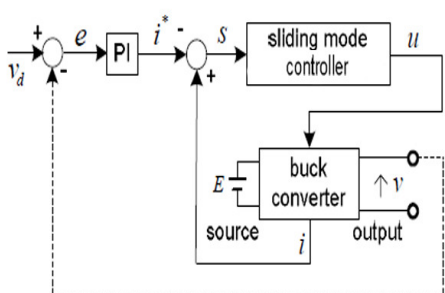 +
e
i*
-
s
sliding mode
controller
u
PI
v_d
-
+
E
buck
converter
↑ v
source
i
output